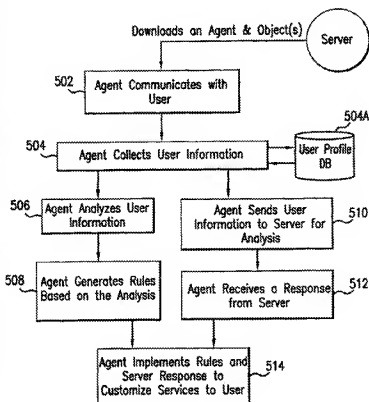 Downloads an Agent & Object(s)
Server
502
Agent Communicates with
User
504A
504
Agent Collects User Information
User Profile
DB
506
Agent Analyzes User
Information
Agent Sends User
Information to Server for
Analysis
510
508
Agent Generates Rules
Based on the Analysis
Agent Receives a Response
from Server
512
Agent Implements Rules and
Server Response to
Customize Services to User
514